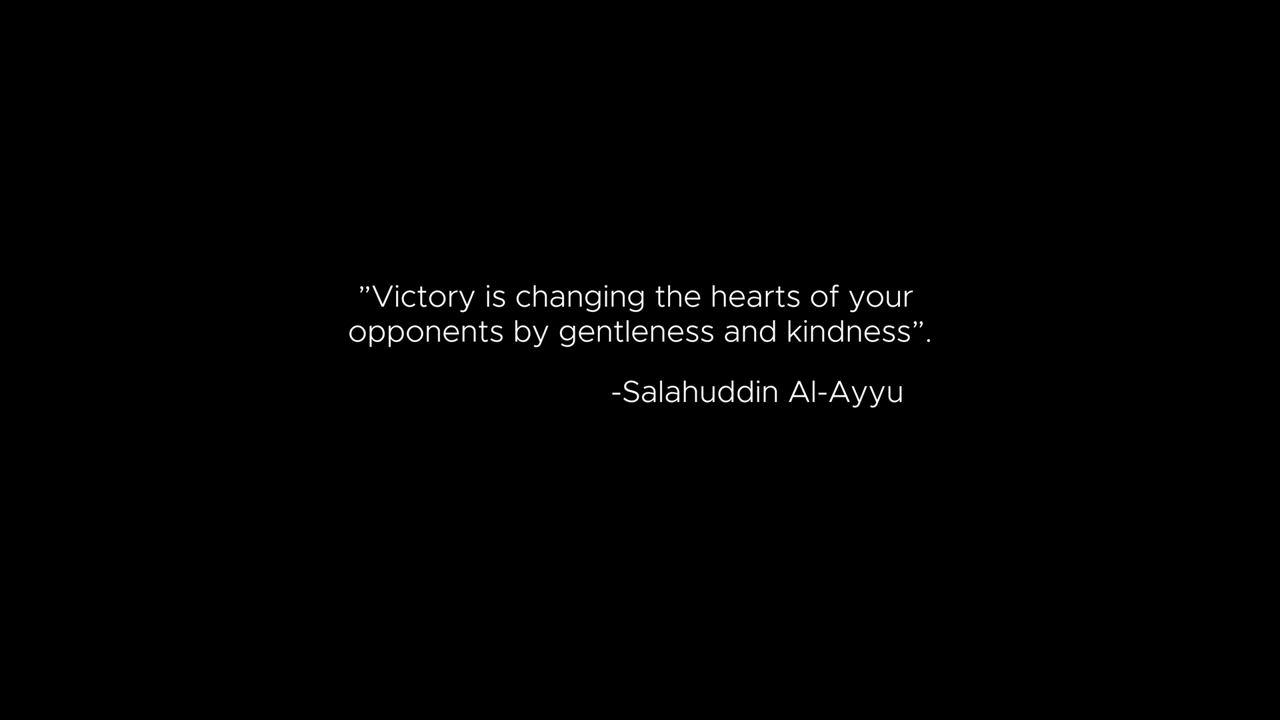 ”Victory is changing the hearts of your
opponents by gentleness and kindness”.
-Salahuddin Al-Ayyu